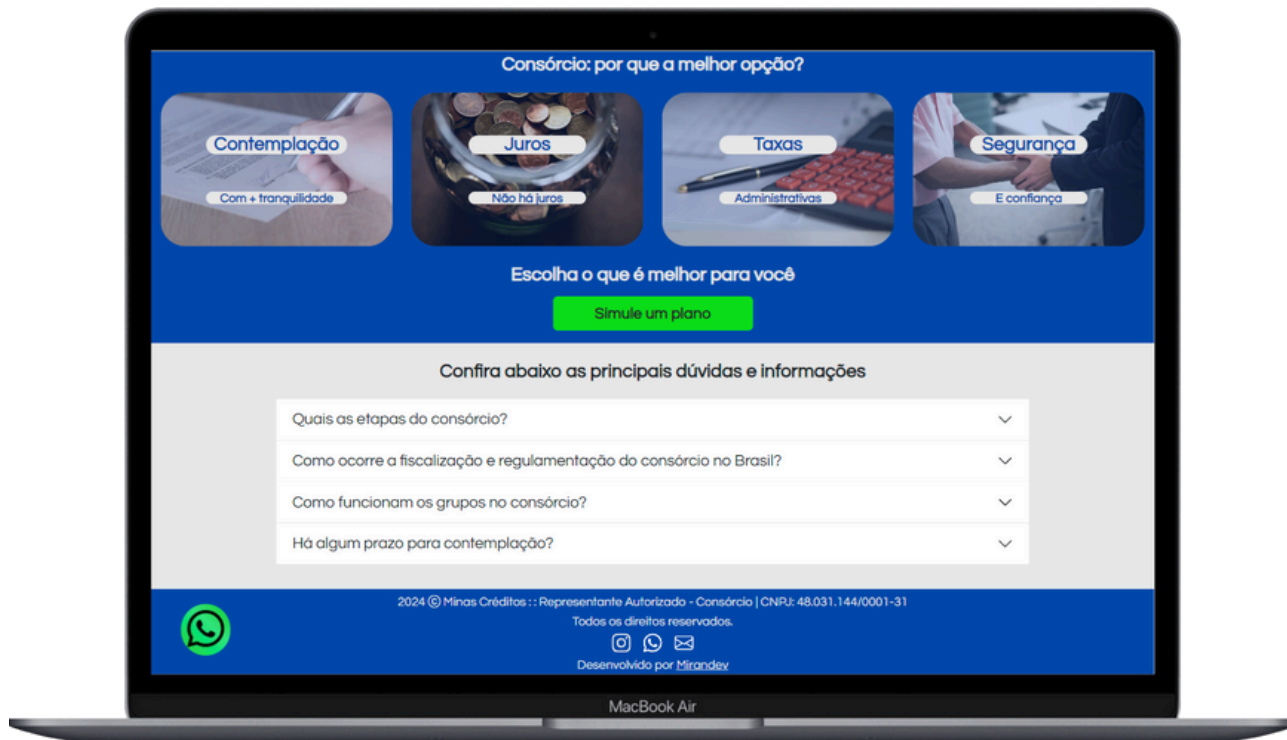 Consórcio: por que a melhor opção?
Contemplação
Com + tranquilidade
Juros
Não há juros
Taxas
Administrativas
Segurança
E confiança
Escolha o que é melhor para você
Simule um plano
Confira abaixo as principais dúvidas e informações
Quais as etapas do consórcio?
Como ocorre a fiscalização e regulamentação do consórcio no Brasil?
Como funcionam os grupos no consórcio?
Há algum prazo para contemplação?
2024 © Minas Créditos : : Representante Autorizado - Consórcio | CNPJ: 48.031.144/0001-31
Todos os direitos reservados.
Desenvolvido por Mirandev
MacBook Air